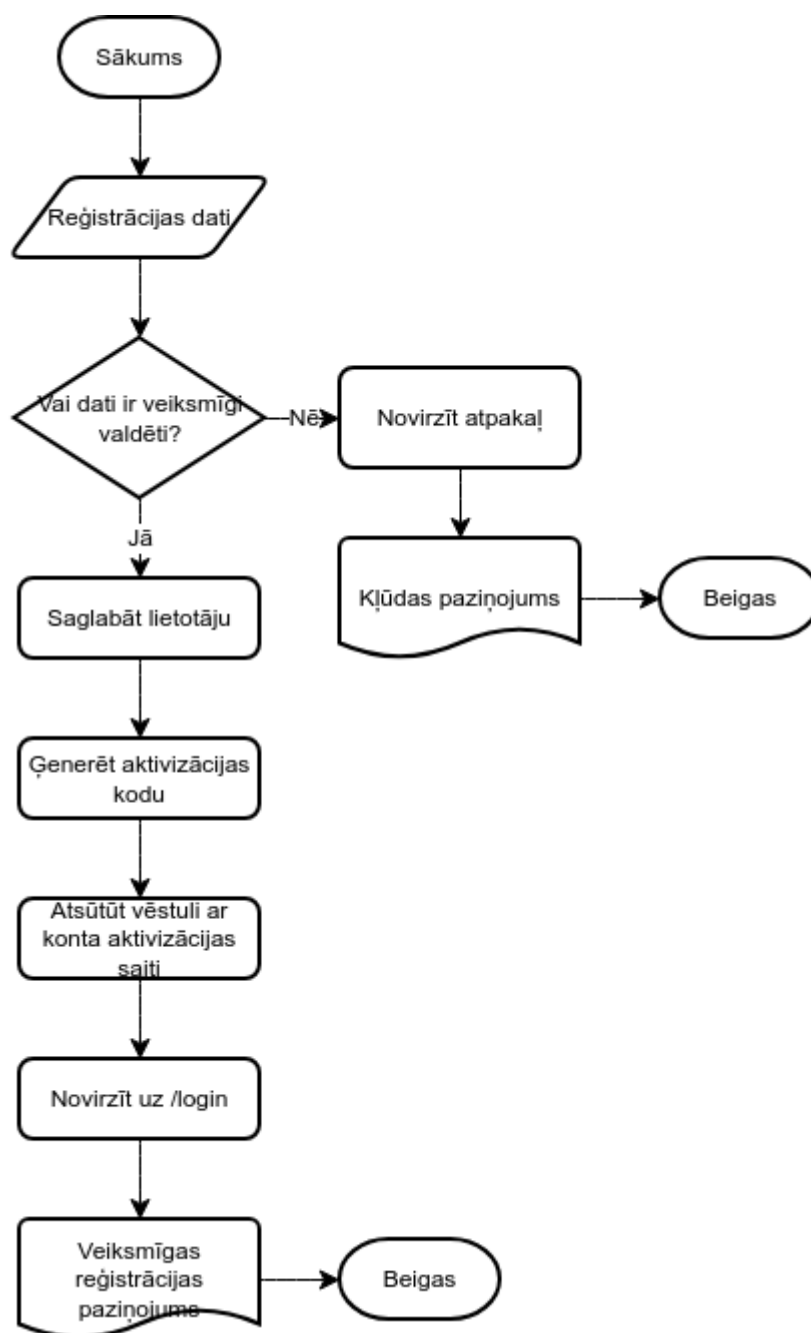 Sākums
Reģistrācijas dati
Vai dati ir veiksmīgi
valdēti?
Nē
Novirzīt atpakaļ
Jā
Kļūdas paziņojums
Beigas
Saglabāt lietotāju
Ģenerēt aktivizācijas
kodu
Atsūtūt vēstuli ar
konta aktivizācijas
saiti
Novirzīt uz /login
Veiksmīgas
reģistrācijas
paziņojums
Beigas